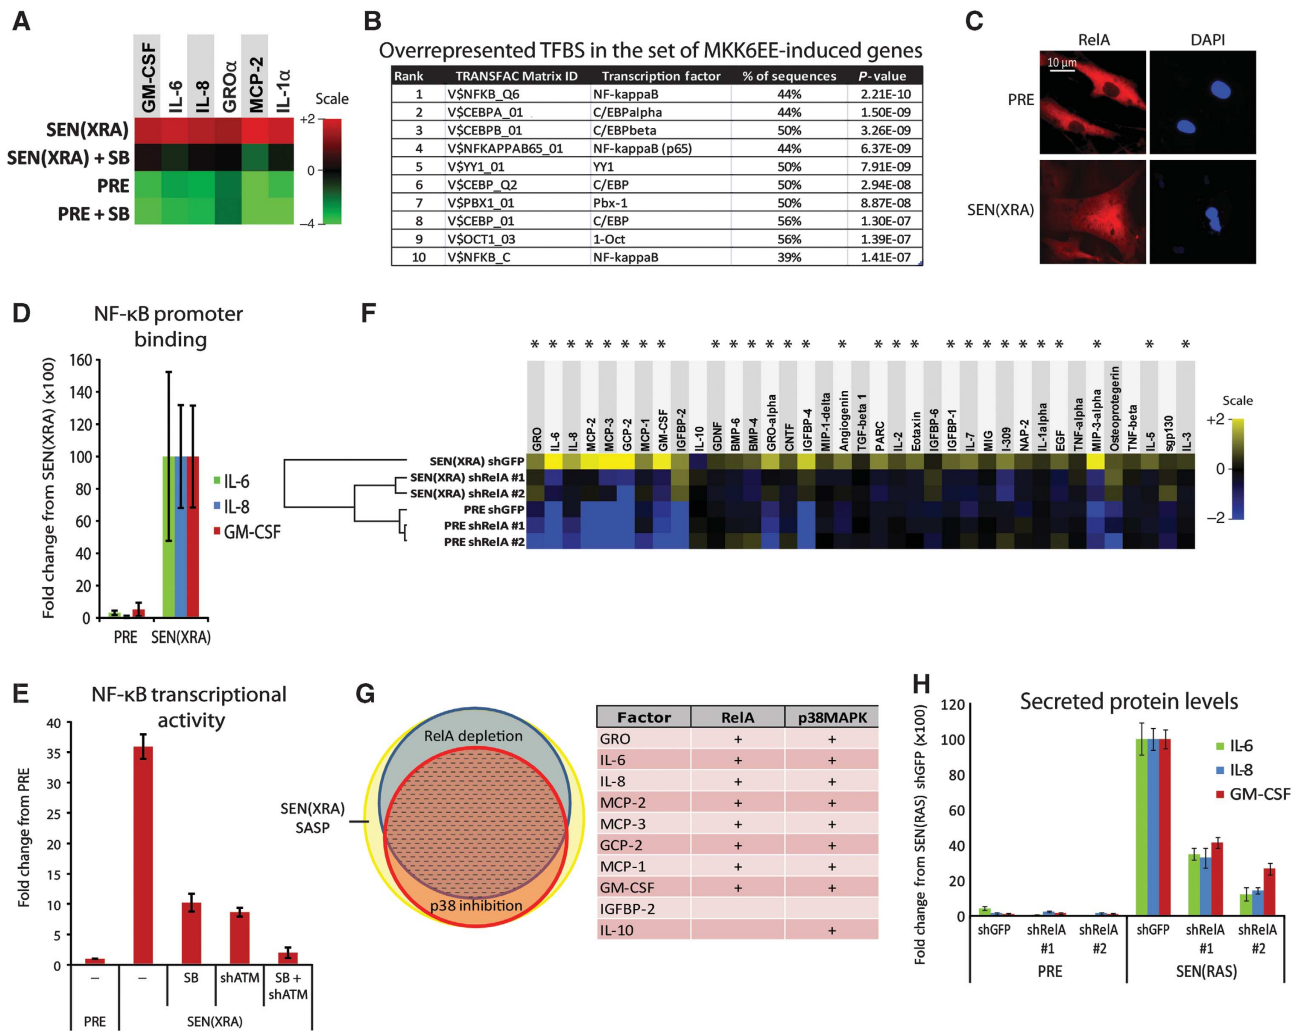 A
GM-CSF
IL-6
IL-8
GROα
MCP-2
IL-1α
Scale
+2
0
−4
SEN(XRA)
SEN(XRA) + SB
PRE
PRE + SB
B
Overrepresented TFBS in the set of MKK6EE-induced genes
Rank TRANSFAC Matrix ID Transcription factor % of sequences P-value
1 V$NFKB_Q6 NF-kappaB 44% 2.21E-10
2 V$CEBPA_01 C/EBPalpha 44% 1.50E-09
3 V$CEBPB_01 C/EBPbeta 50% 3.26E-09
4 V$NFKAPPAB65_01 NF-kappaB (p65) 44% 6.37E-09
5 V$YY1_01 YY1 50% 7.91E-09
6 V$CEBP_Q2 C/EBP 50% 2.94E-08
7 V$PBX1_01 Pbx-1 50% 8.87E-08
8 V$CEBP_01 C/EBP 56% 1.30E-07
9 V$OCT1_03 1-Oct 56% 1.39E-07
10 V$NFKB_C NF-kappaB 39% 1.41E-07
C
RelA DAPI
10 μm
PRE
SEN(XRA)
D
NF-κB promoter
binding
Fold change from SEN(XRA) (x100)
160
140
120
100
80
60
40
20
0
PRE SEN(XRA)
IL-6
IL-8
GM-CSF
F
* * * * * * * * * * * * * * * * * * * * * * * * * *
GRO
IL-6
IL-8
MCP-2
MCP-3
GCP-2
MCP-1
GM-CSF
IGFBP-2
IL-10
GDNF
BMP-6
BMP-4
GRO-alpha
CNTF
IGFBP-4
MIP-1-delta
Angiogenin
TGF-beta 1
PARC
IL-2
Eotaxin
IGFBP-6
IGFBP-1
IL-7
MIG
I-309
NAP-2
IL-1alpha
EGF
TNF-alpha
MIP-3-alpha
Osteoprotegerin
TNF-beta
IL-5
sgp130
IL-3
Scale
+2
0
−2
SEN(XRA) shGFP
SEN(XRA) shRelA #1
SEN(XRA) shRelA #2
PRE shGFP
PRE shRelA #1
PRE shRelA #2
E
NF-κB transcriptional
activity
Fold change from PRE
40
35
30
25
20
15
10
5
0
– – SB shATM SB +
shATM
PRE SEN(XRA)
G
RelA depletion
SEN(XRA)
SASP
p38 inhibition
Factor RelA p38MAPK
GRO + +
IL-6 + +
IL-8 + +
MCP-2 + +
MCP-3 + +
GCP-2 + +
MCP-1 + +
GM-CSF + +
IGFBP-2
IL-10 +
H
Secreted protein levels
Fold change from SEN(RAS) shGFP (x100)
120
100
80
60
40
20
0
IL-6
IL-8
GM-CSF
shGFP shRelA #1 shRelA #2 shGFP shRelA #1 shRelA #2
PRE SEN(RAS)